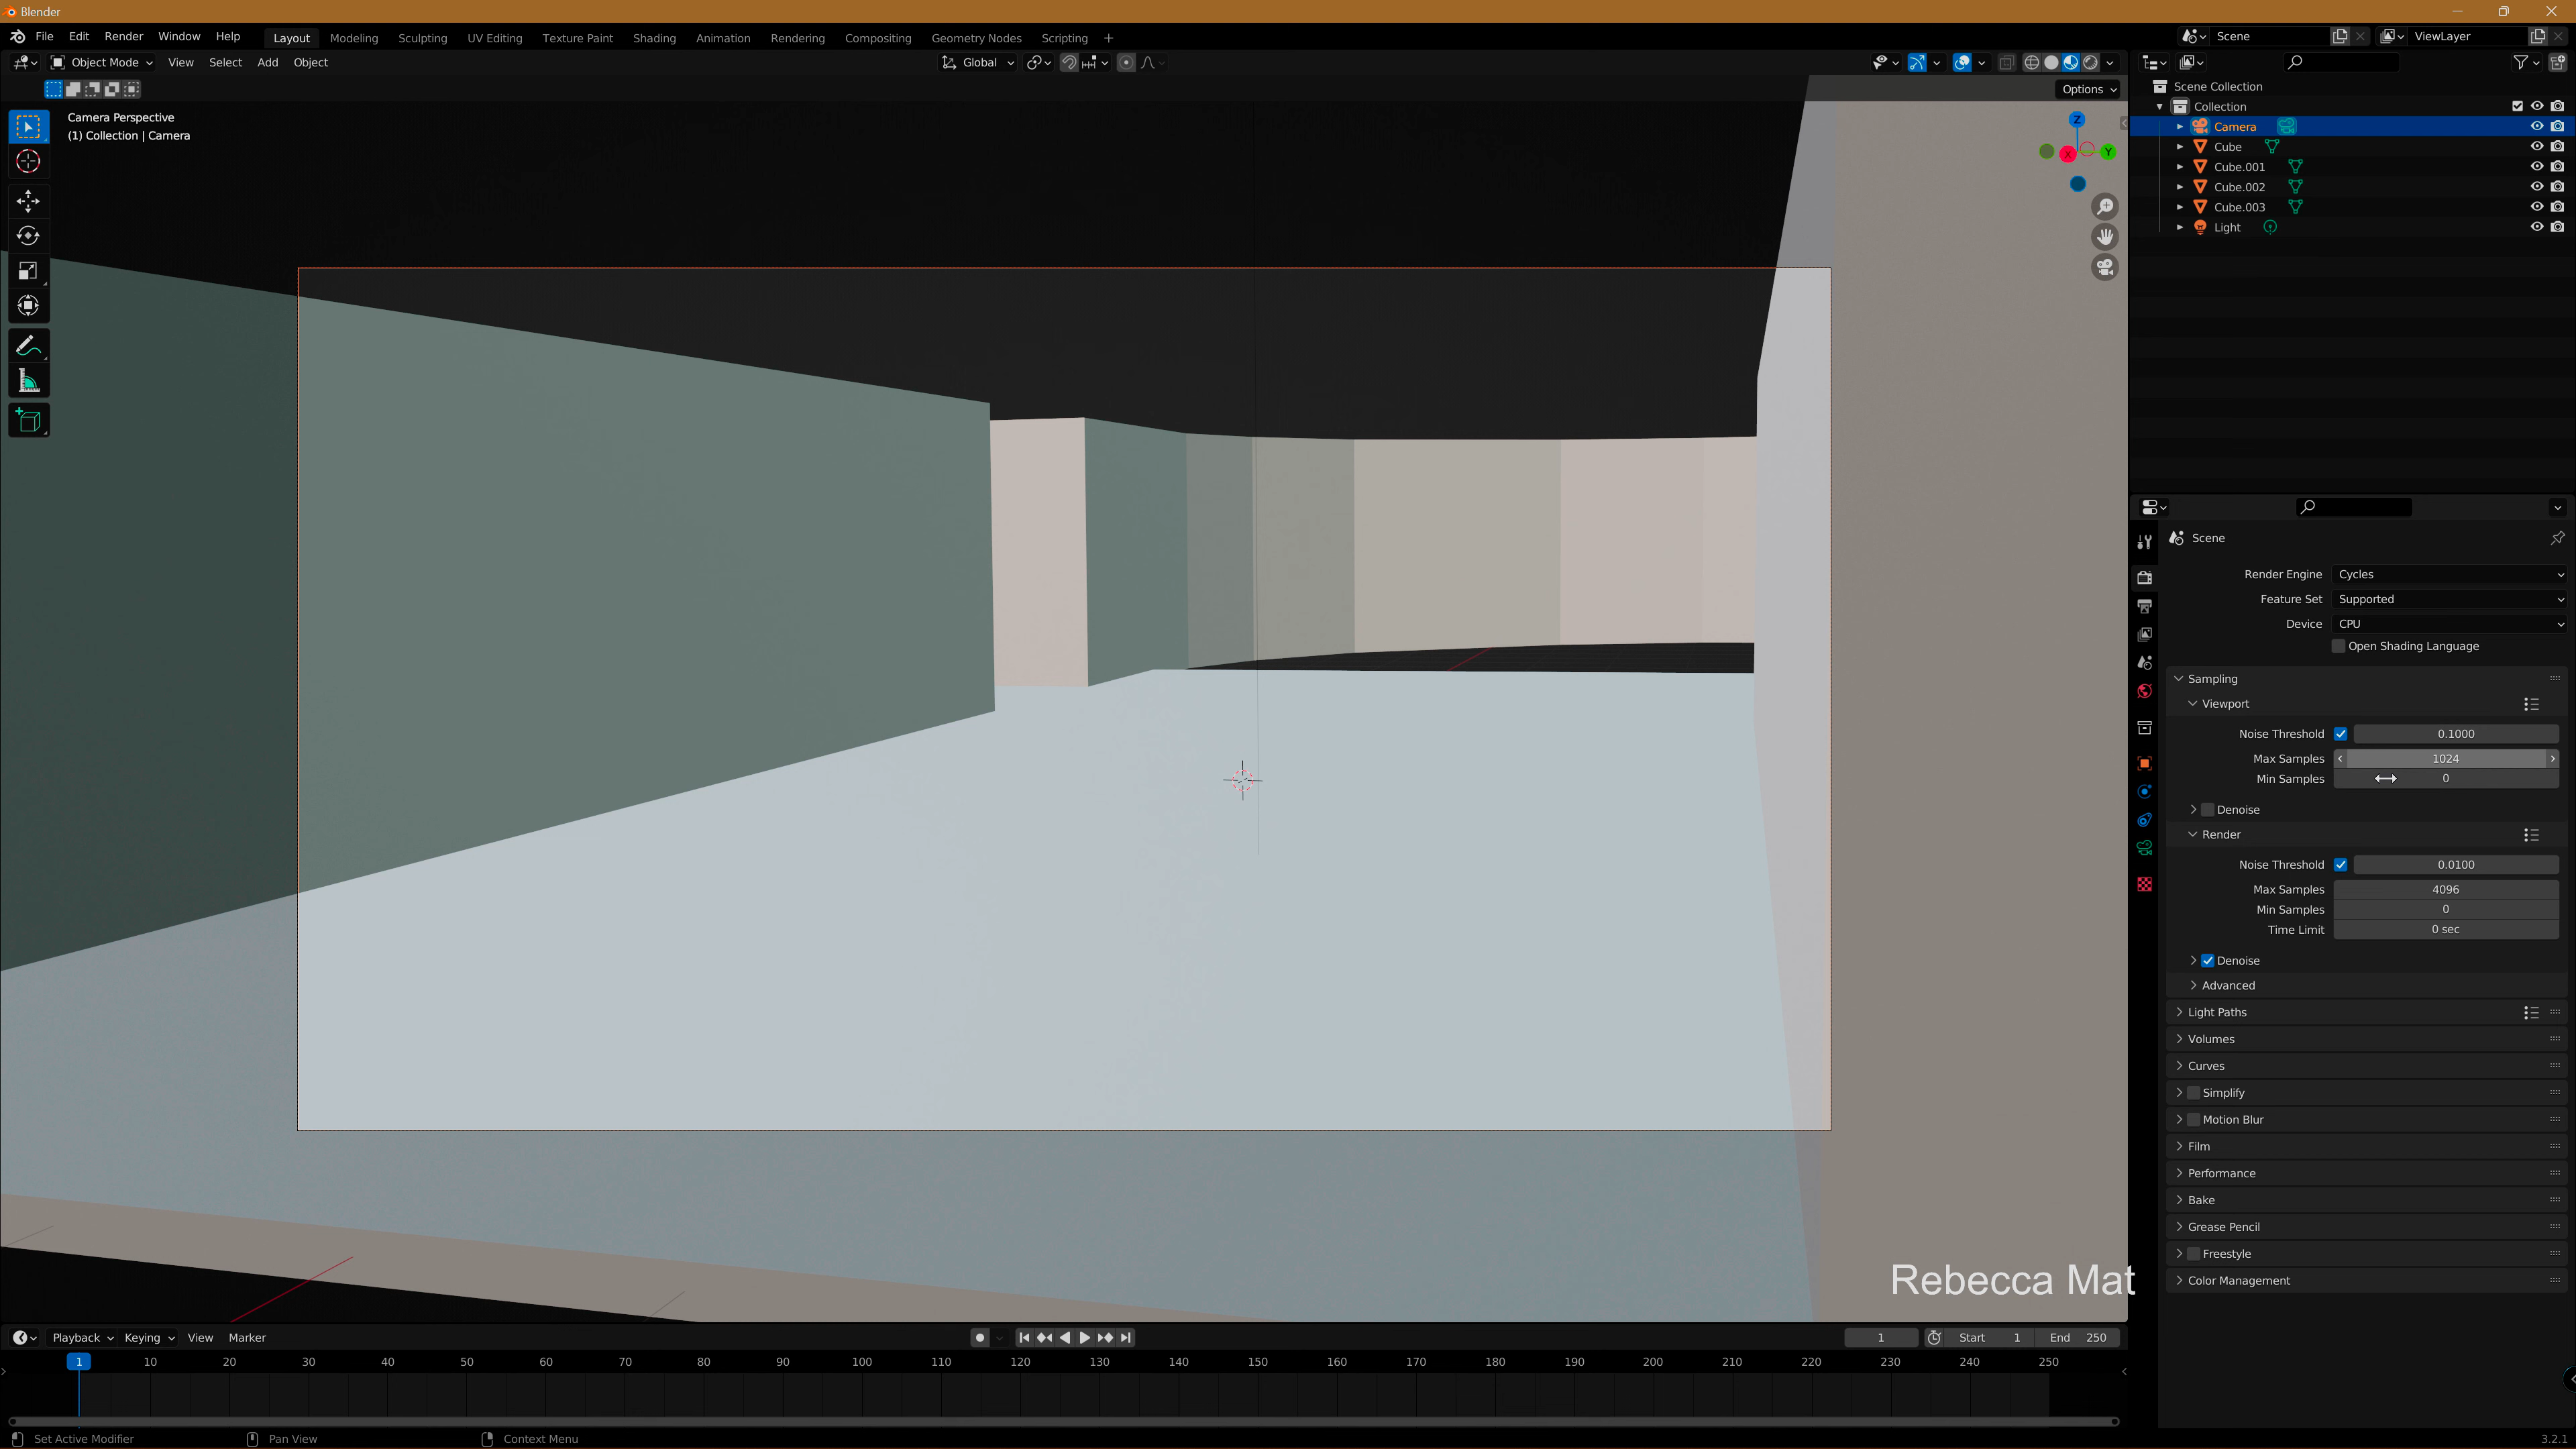 Blender
File Edit Render Window Help Layout Modeling Sculpting UV Editing Texture Paint Shading Animation Rendering Compositing Geometry Nodes Scripting + Scene ViewLayer
Object Mode View Select Add Object Global
Options
Camera Perspective
(1) Collection | Camera
Z
X
Y
Scene Collection
Collection
Camera
Cube
Cube.001
Cube.002
Cube.003
Light
Scene
Render Engine Cycles
Feature Set Supported
Device CPU
Open Shading Language
Sampling
Viewport
Noise Threshold 0.1000
Max Samples 1024
Min Samples 0
Denoise
Render
Noise Threshold 0.0100
Max Samples 4096
Min Samples 0
Time Limit 0 sec
Denoise
Advanced
Light Paths
Volumes
Curves
Simplify
Motion Blur
Film
Performance
Bake
Grease Pencil
Freestyle
Color Management
Rebecca Mat
Playback Keying View Marker 1 Start 1 End 250
1 10 20 30 40 50 60 70 80 90 100 110 120 130 140 150 160 170 180 190 200 210 220 230 240 250
Set Active Modifier Pan View Context Menu 3.2.1